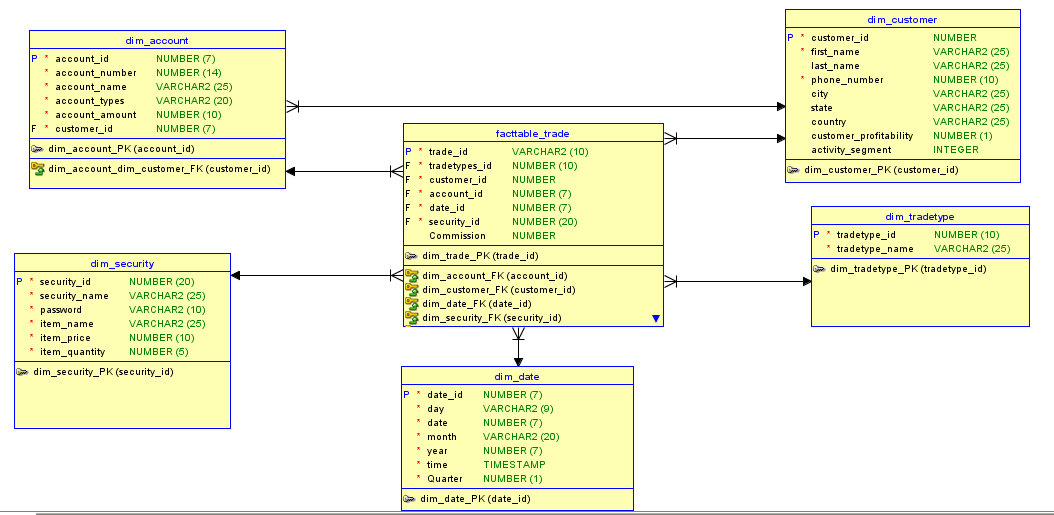 dim_account
P * account_id NUMBER (7)
* account_number NUMBER (14)
* account_name VARCHAR2 (25)
* account_types VARCHAR2 (20)
* account_amount NUMBER (10)
F * customer_id NUMBER (7)
dim_account_PK (account_id)
dim_account_dim_customer_FK (customer_id)
dim_customer
P * customer_id NUMBER
* first_name VARCHAR2 (25)
last_name VARCHAR2 (25)
* phone_number NUMBER (10)
city VARCHAR2 (25)
state VARCHAR2 (25)
country VARCHAR2 (25)
customer_profitability NUMBER (1)
activity_segment INTEGER
dim_customer_PK (customer_id)
facttable_trade
P * trade_id VARCHAR2 (10)
F * tradetypes_id NUMBER (10)
F * customer_id NUMBER
F * account_id NUMBER (7)
F * date_id NUMBER (7)
F * security_id NUMBER (20)
Commission NUMBER
dim_trade_PK (trade_id)
dim_account_FK (account_id)
dim_customer_FK (customer_id)
dim_date_FK (date_id)
dim_security_FK (security_id)
dim_tradetype
P * tradetype_id NUMBER (10)
* tradetype_name VARCHAR2 (25)
dim_tradetype_PK (tradetype_id)
dim_security
P * security_id NUMBER (20)
* security_name VARCHAR2 (25)
* password VARCHAR2 (10)
* item_name VARCHAR2 (25)
* item_price NUMBER (10)
* item_quantity NUMBER (5)
dim_security_PK (security_id)
dim_date
P * date_id NUMBER (7)
* day VARCHAR2 (9)
* date NUMBER (7)
* month VARCHAR2 (20)
* year NUMBER (7)
* time TIMESTAMP
* Quarter NUMBER (1)
dim_date_PK (date_id)